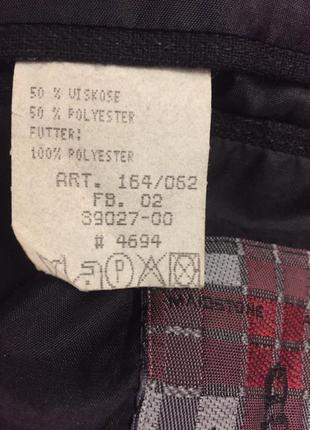 50 % VISKOSE
50 % POLYESTER
FUTTER:
100% POLYESTER
ART. 164/062
FB. 02
39027-00
# 4694
P